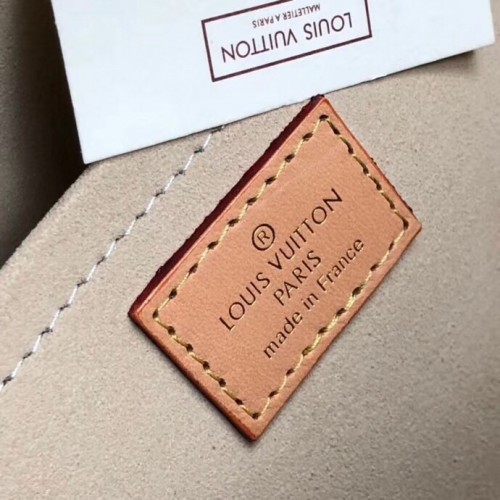 LOUIS VUITTON
MALLETIER A PARIS
®
LOUIS VUITTON
PARIS
made in France